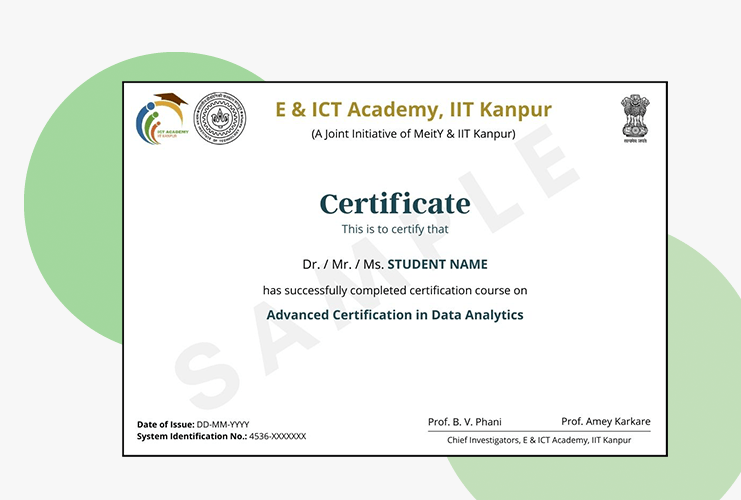 E & ICT Academy, IIT Kanpur
(A Joint Initiative of MeitY & IIT Kanpur)
ICT ACADEMY
IIT KANPUR
Certificate
This is to certify that
Dr. / Mr. / Ms. STUDENT NAME
has successfully completed certification course on
Advanced Certification in Data Analytics
SAMPLE
Date of Issue: DD-MM-YYYY
System Identification No.: 4536-XXXXXXX
Prof. B. V. Phani
Prof. Amey Karkare
Chief Investigators, E & ICT Academy, IIT Kanpur